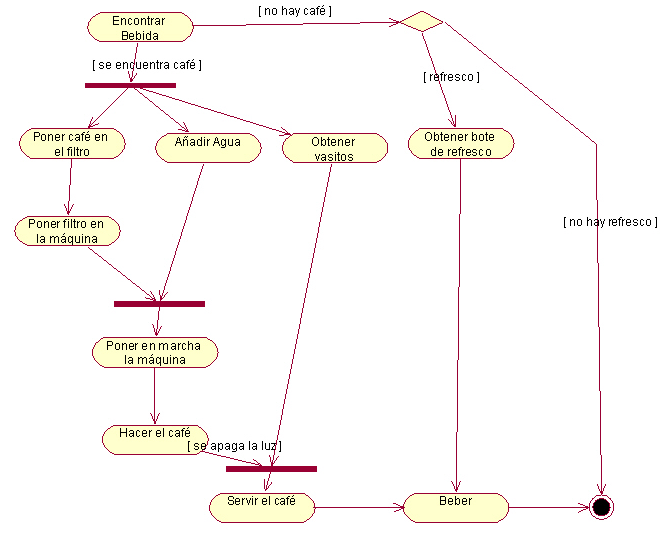 [ no hay café ]
Encontrar
Bebida
[ se encuentra café ]
[ refresco ]
Poner café en
el filtro
Añadir Agua
Obtener
vasitos
Obtener bote
de refresco
Poner filtro en
la máquina
[ no hay refresco ]
Poner en marcha
la máquina
Hacer el café
[ se apaga la luz ]
Servir el café
Beber